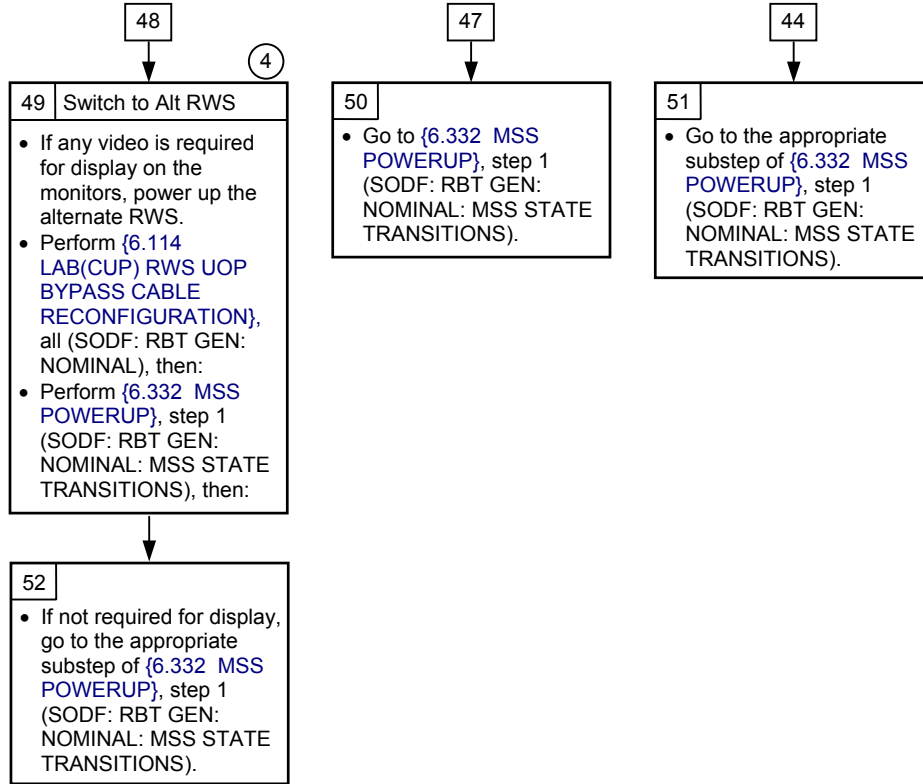 48
4
49 Switch to Alt RWS
• If any video is required
for display on the
monitors, power up the
alternate RWS.
• Perform {6.114
LAB(CUP) RWS UOP
BYPASS CABLE
RECONFIGURATION},
all (SODF: RBT GEN:
NOMINAL), then:
• Perform {6.332 MSS
POWERUP}, step 1
(SODF: RBT GEN:
NOMINAL: MSS STATE
TRANSITIONS), then:
52
• If not required for display,
go to the appropriate
substep of {6.332 MSS
POWERUP}, step 1
(SODF: RBT GEN:
NOMINAL: MSS STATE
TRANSITIONS).
47
50
• Go to {6.332 MSS
POWERUP}, step 1
(SODF: RBT GEN:
NOMINAL: MSS STATE
TRANSITIONS).
44
51
• Go to the appropriate
substep of {6.332 MSS
POWERUP}, step 1
(SODF: RBT GEN:
NOMINAL: MSS STATE
TRANSITIONS).